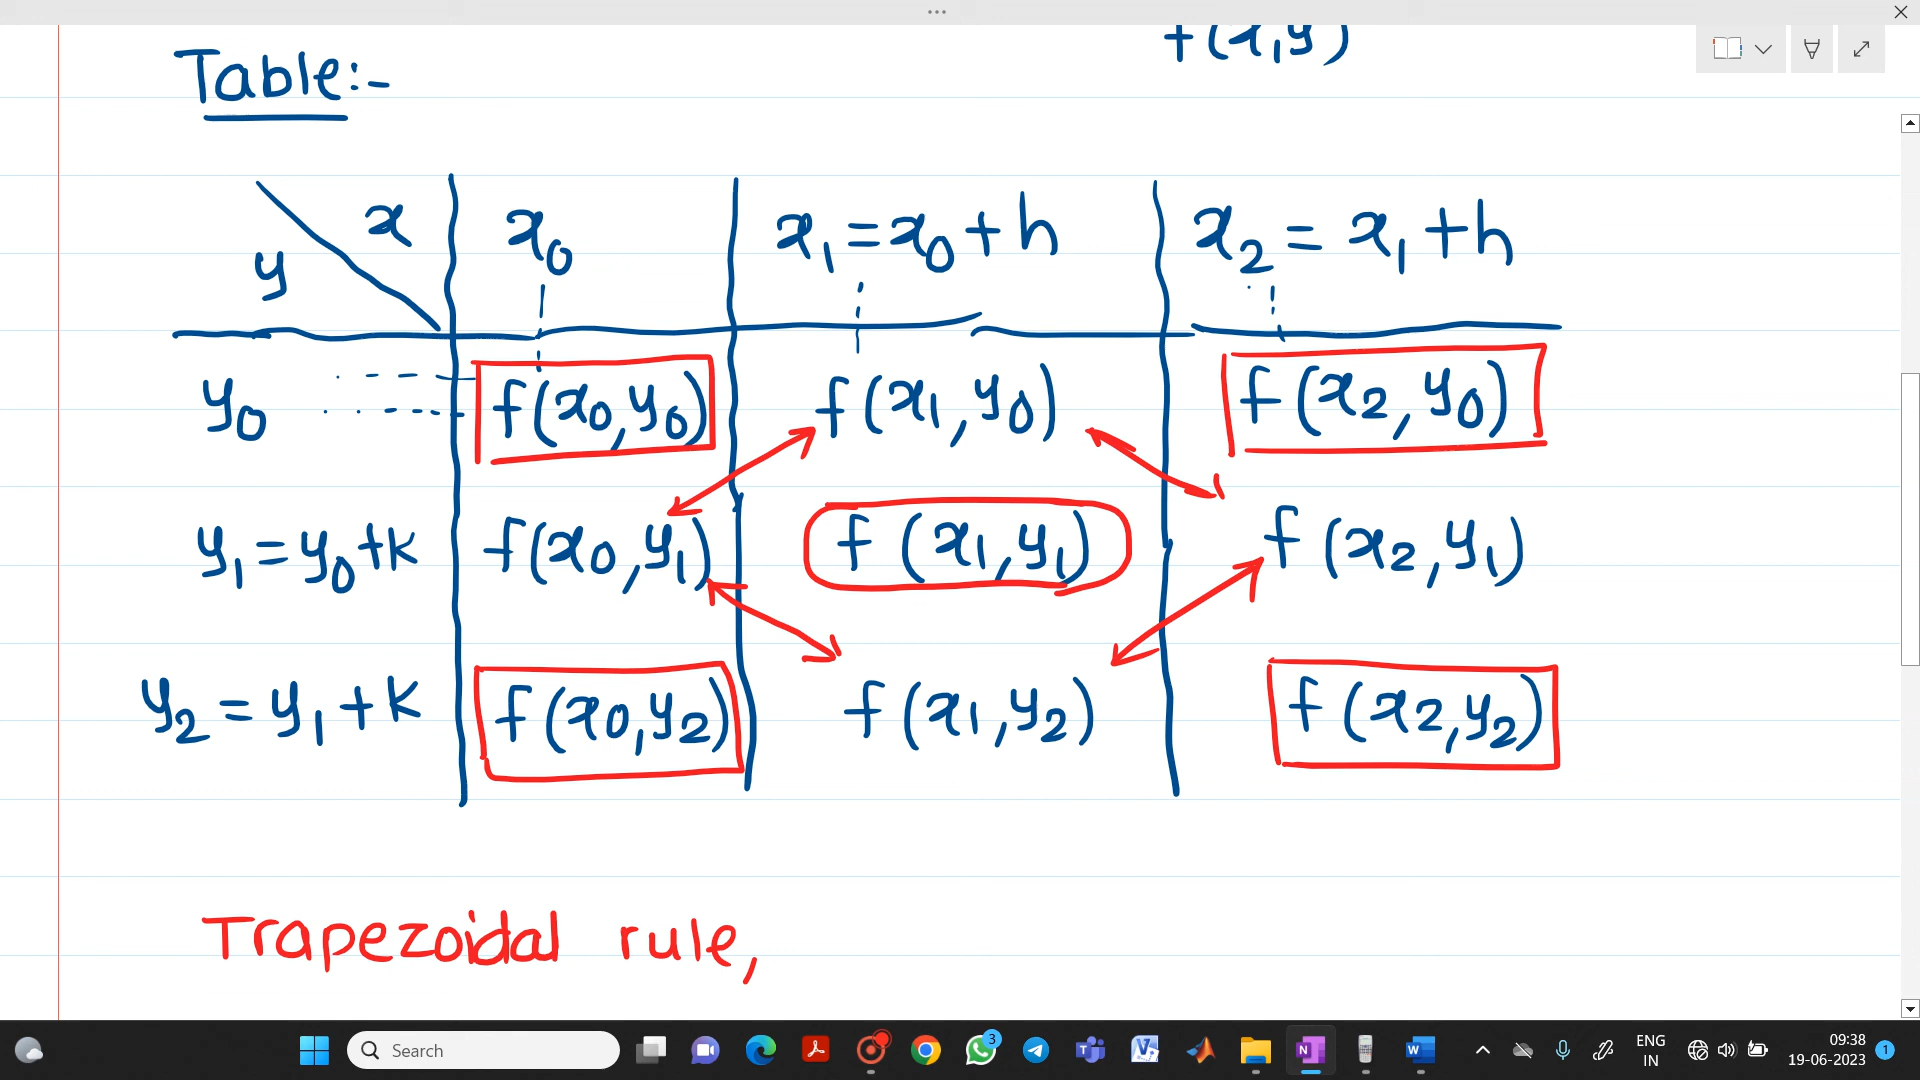 f(x,y)
Table:-
x
y
x₀
x₁ = x₀ + h
x₂ = x₁ + h
y₀
f(x₀,y₀)
f(x₁,y₀)
f(x₂,y₀)
y₁ = y₀ + k
f(x₀,y₁)
f(x₁,y₁)
f(x₂,y₁)
y₂ = y₁ + k
f(x₀,y₂)
f(x₁,y₂)
f(x₂,y₂)
Trapezoidal rule,
Search
3
ENG
IN
09:38
19-06-2023
1